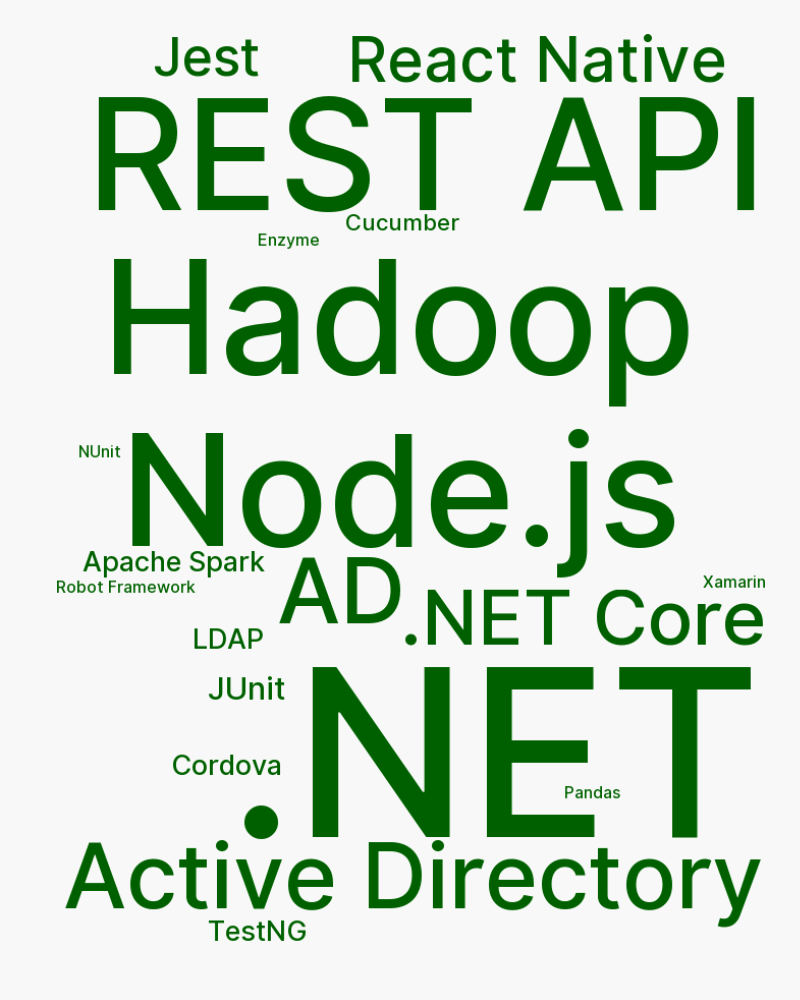 Jest
React Native
REST API
Cucumber
Enzyme
Hadoop
Node.js
NUnit
Apache Spark
AD
Robot Framework
Xamarin
.NET Core
LDAP
JUnit
.NET
Cordova
Pandas
Active Directory
TestNG